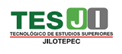 TESJI
TECNOLÓGICO DE ESTUDIOS SUPERIORES
JILOTEPEC